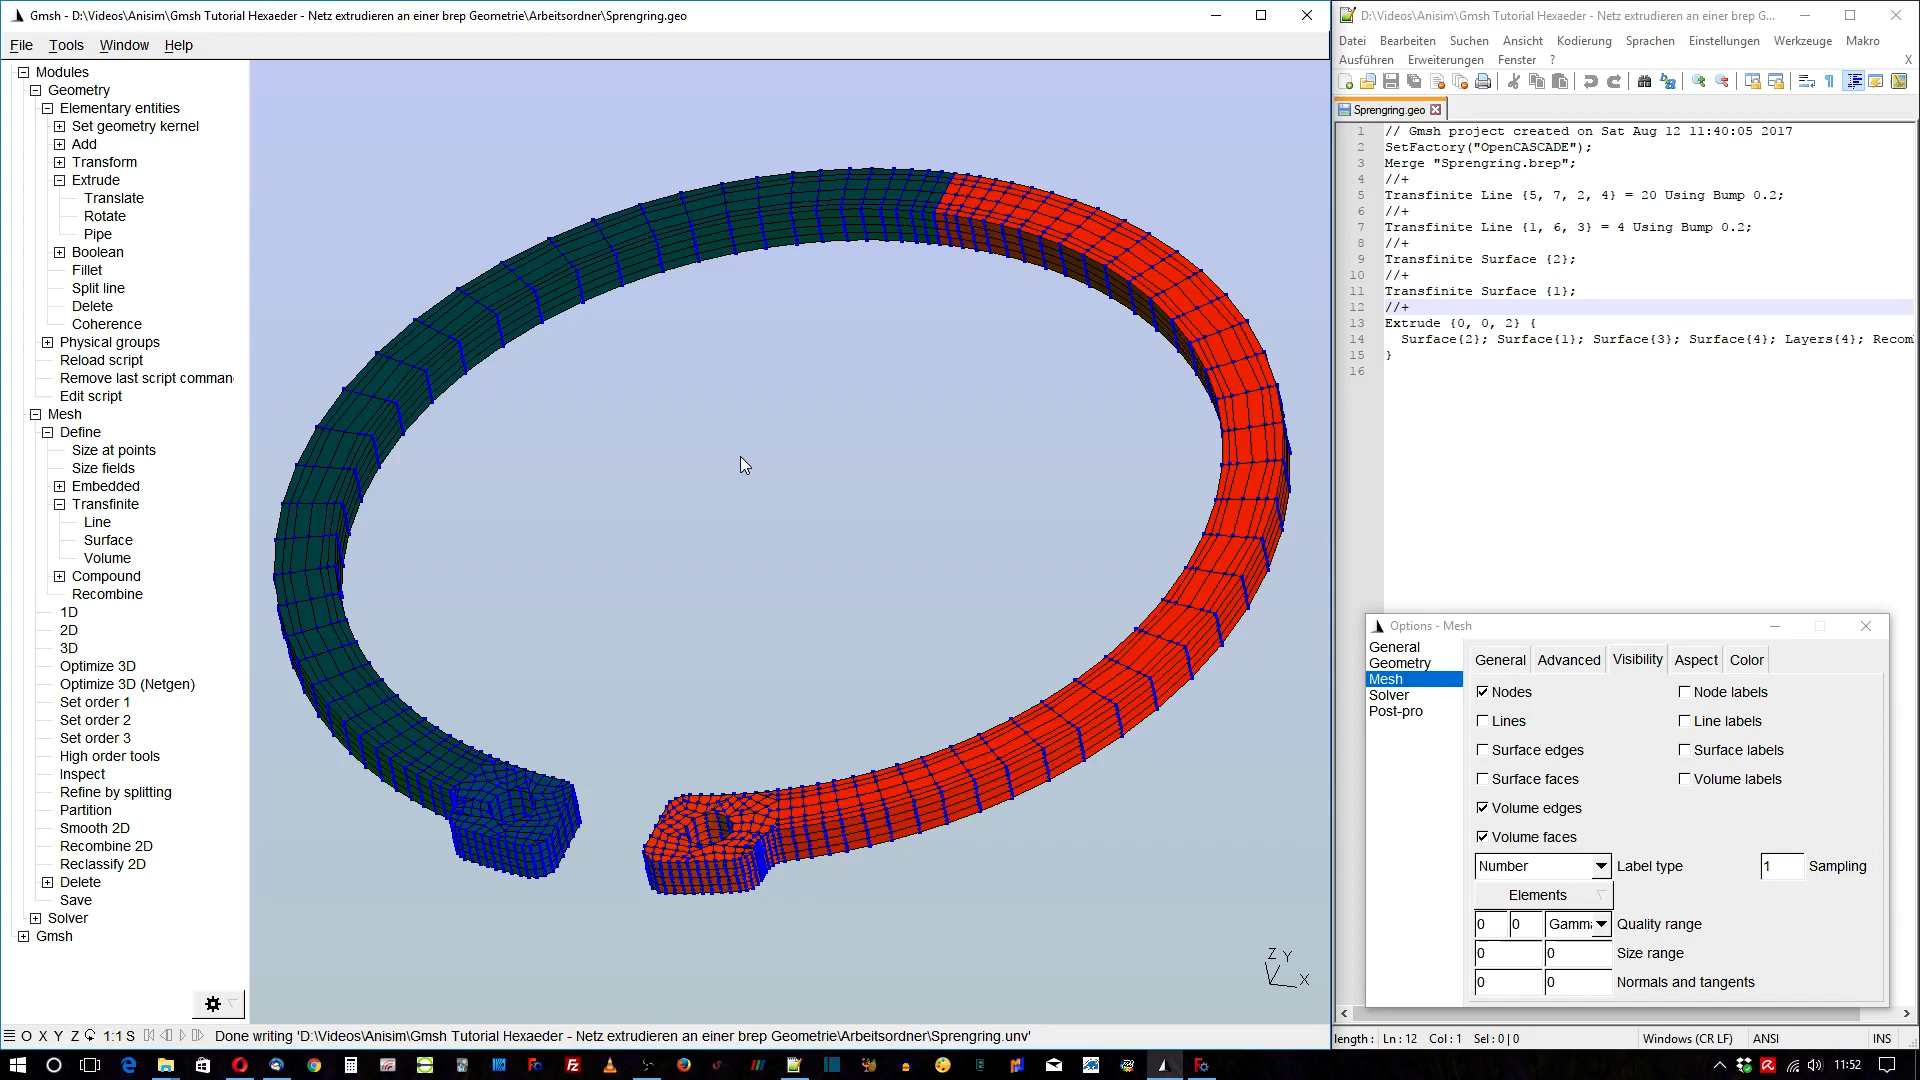 Gmsh - D:\Videos\Anisim\Gmsh Tutorial Hexaeder - Netz extrudieren an einer brep Geometrie\Arbeitsordner\Sprengring.geo
File Tools Window Help
Modules
Geometry
Elementary entities
Set geometry kernel
Add
Transform
Extrude
Translate
Rotate
Pipe
Boolean
Fillet
Split line
Delete
Coherence
Physical groups
Reload script
Remove last script comman
Edit script
Mesh
Define
Size at points
Size fields
Embedded
Transfinite
Line
Surface
Volume
Compound
Recombine
1D
2D
3D
Optimize 3D
Optimize 3D (Netgen)
Set order 1
Set order 2
Set order 3
High order tools
Inspect
Refine by splitting
Partition
Smooth 2D
Recombine 2D
Reclassify 2D
Delete
Save
Solver
Gmsh
Z Y
X
O X Y Z 1:1 S Done writing 'D:\Videos\Anisim\Gmsh Tutorial Hexaeder - Netz extrudieren an einer brep Geometrie\Arbeitsordner\Sprengring.unv'
D:\Videos\Anisim\Gmsh Tutorial Hexaeder - Netz extrudieren an einer brep G...
Datei Bearbeiten Suchen Ansicht Kodierung Sprachen Einstellungen Werkzeuge Makro
Ausführen Erweiterungen Fenster ? X
Sprengring.geo
1 // Gmsh project created on Sat Aug 12 11:40:05 2017
2 SetFactory("OpenCASCADE");
3 Merge "Sprengring.brep";
4 //+
5 Transfinite Line {5, 7, 2, 4} = 20 Using Bump 0.2;
6 //+
7 Transfinite Line {1, 6, 3} = 4 Using Bump 0.2;
8 //+
9 Transfinite Surface {2};
10 //+
11 Transfinite Surface {1};
12 //+
13 Extrude {0, 0, 2} {
14 Surface{2}; Surface{1}; Surface{3}; Surface{4}; Layers{4}; Recom
15 }
16
Options - Mesh
General
Geometry
Mesh
Solver
Post-pro
General Advanced Visibility Aspect Color
Nodes Node labels
Lines Line labels
Surface edges Surface labels
Surface faces Volume labels
Volume edges
Volume faces
Number Label type 1 Sampling
Elements
0 0 Gamm Quality range
0 0 Size range
0 0 Normals and tangents
length : Ln : 12 Col : 1 Sel : 0 | 0 Windows (CR LF) ANSI INS
11:52